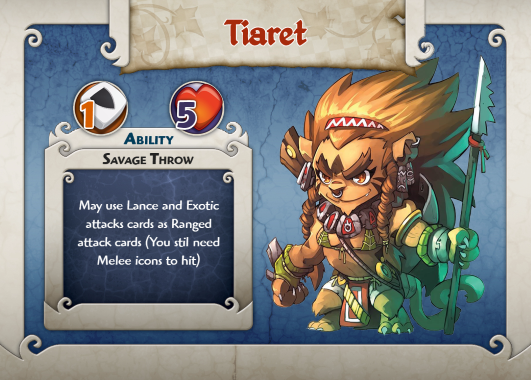 Tiaret
1
5
Ability
Savage Throw
May use Lance and Exotic
attacks cards as Ranged
attack cards (You stil need
Melee icons to hit)